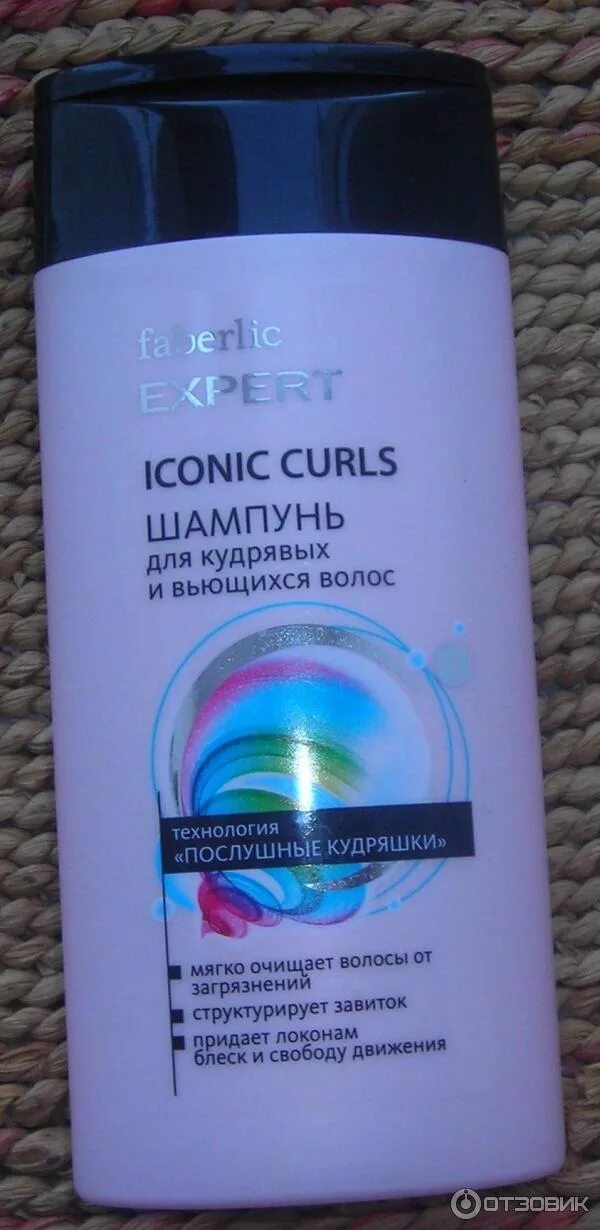 faberlic
EXPERT
ICONIC CURLS
ШАМПУНЬ
для кудрявых
и вьющихся волос
технология
«ПОСЛУШНЫЕ КУДРЯШКИ»
мягко очищает волосы от
загрязнений
структурирует завиток
придает локонам
блеск и свободу движения
ОТЗОВИК